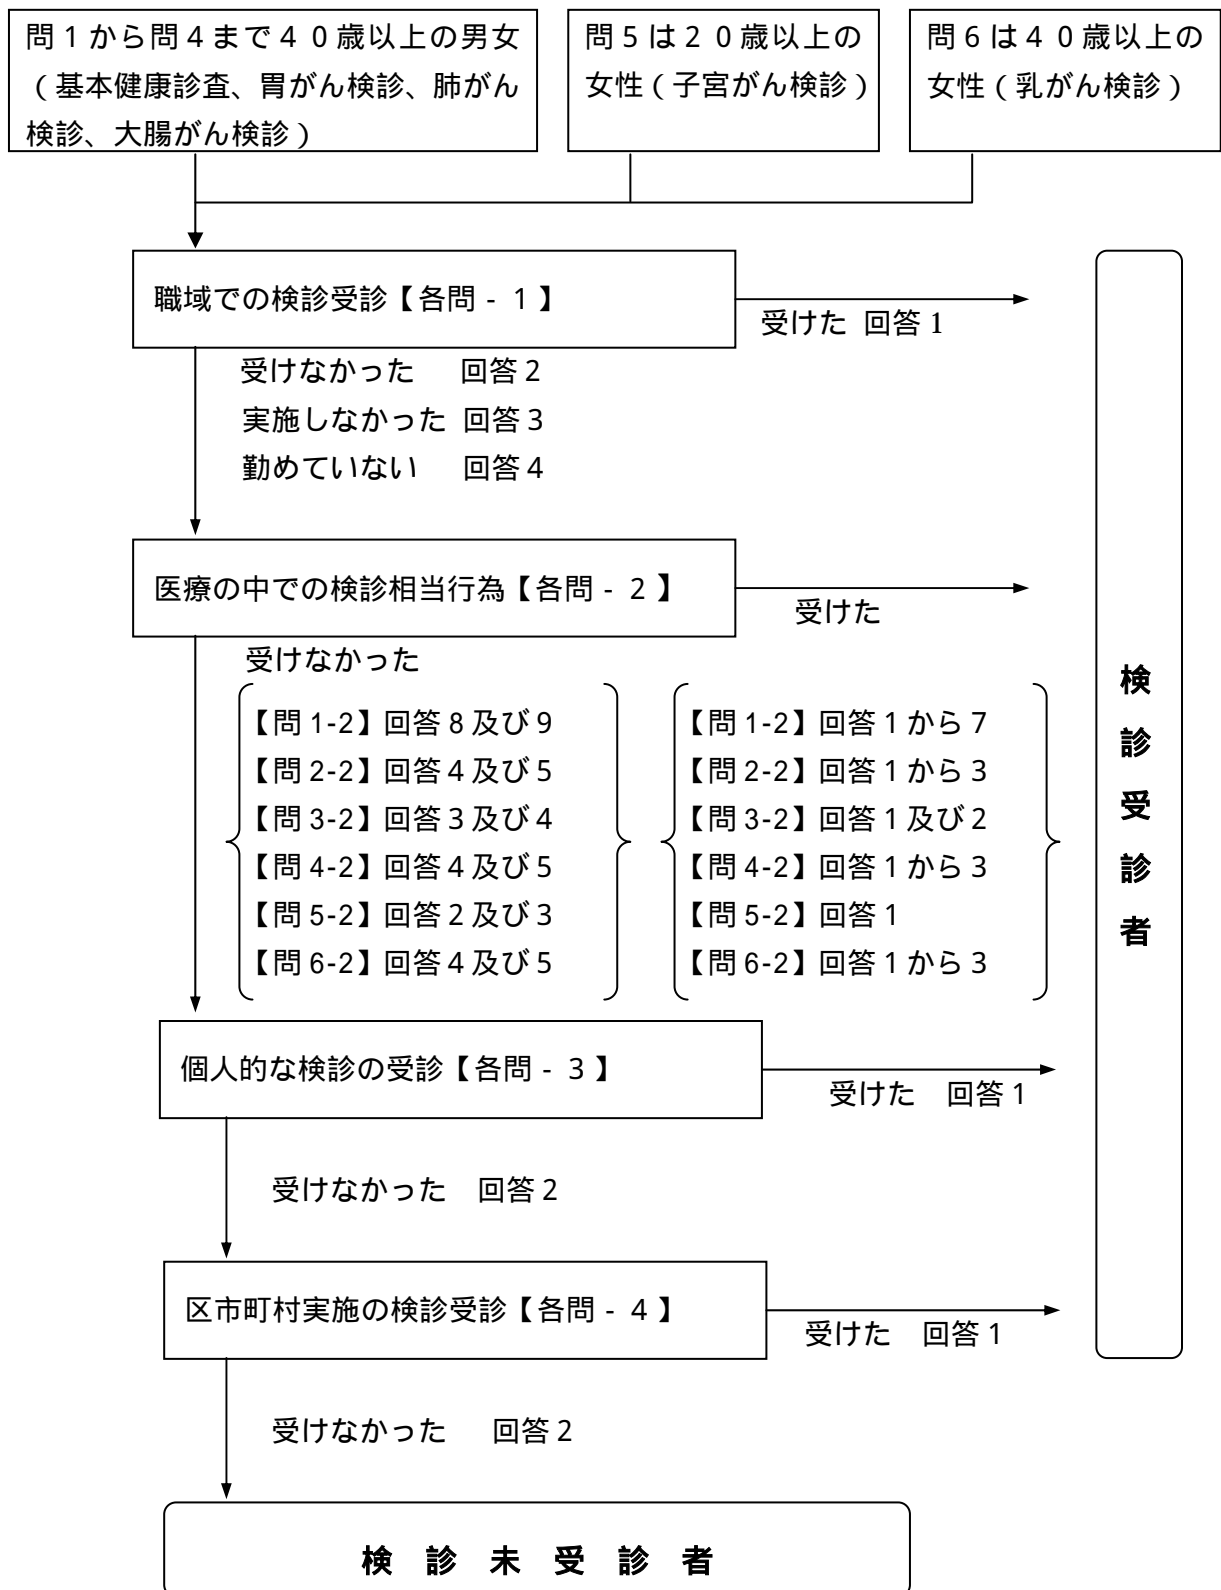 問1から問4まで40歳以上の男女
(基本健康診査、胃がん検診、肺がん
検診、大腸がん検診)
問5は20歳以上の
女性(子宮がん検診)
問6は40歳以上の
女性(乳がん検診)
職域での検診受診【各問-1】
受けた 回答1
受けなかった 回答2
実施しなかった 回答3
勤めていない 回答4
医療の中での検診相当行為【各問-2】
受けた
受けなかった
【問1-2】回答8及び9
【問2-2】回答4及び5
【問3-2】回答3及び4
【問4-2】回答4及び5
【問5-2】回答2及び3
【問6-2】回答4及び5
【問1-2】回答1から7
【問2-2】回答1から3
【問3-2】回答1及び2
【問4-2】回答1から3
【問5-2】回答1
【問6-2】回答1から3
個人的な検診の受診【各問-3】
受けた 回答1
受けなかった 回答2
区市町村実施の検診受診【各問-4】
受けた 回答1
受けなかった 回答2
検診受診者
検診未受診者